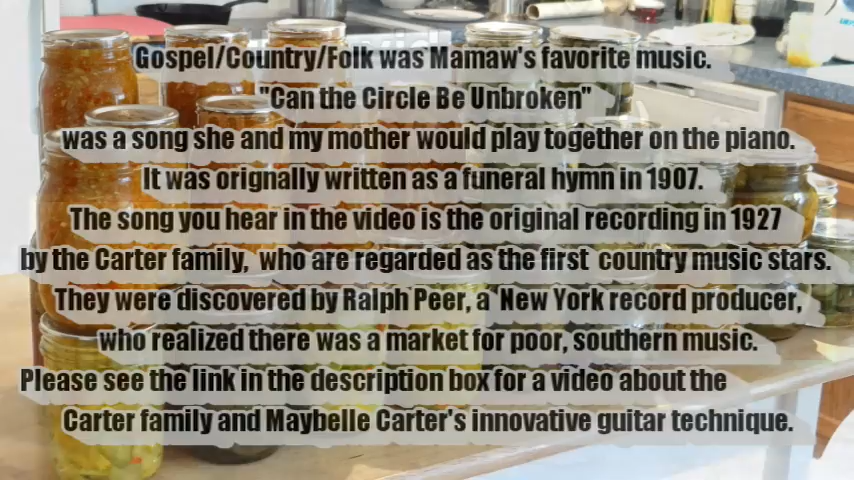 Gospel/Country/Folk was Mamaw's favorite music.
"Can the Circle Be Unbroken"
was a song she and my mother would play together on the piano.
It was orignally written as a funeral hymn in 1907.
The song you hear in the video is the original recording in 1927
by the Carter family, who are regarded as the first country music stars.
They were discovered by Ralph Peer, a New York record producer,
who realized there was a market for poor, southern music.
Please see the link in the description box for a video about the
Carter family and Maybelle Carter's innovative guitar technique.